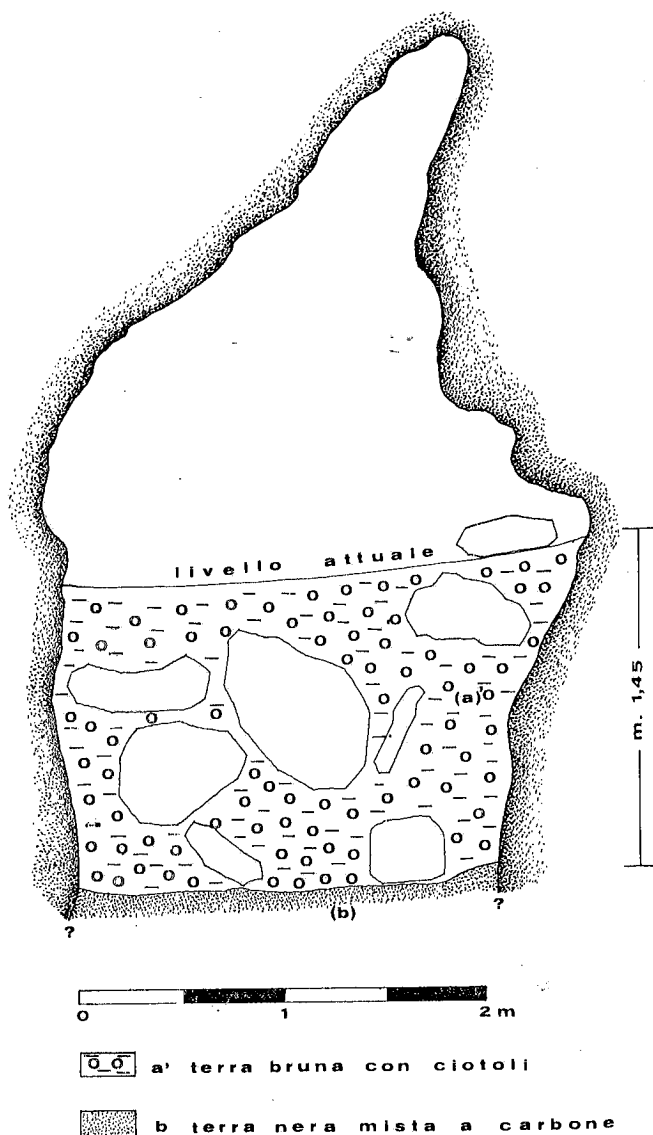 livello attuale
(a)'
m. 1,45
(b)
? ?
0 1 2 m
a' terra bruna con ciotoli
b terra nera mista a carbone